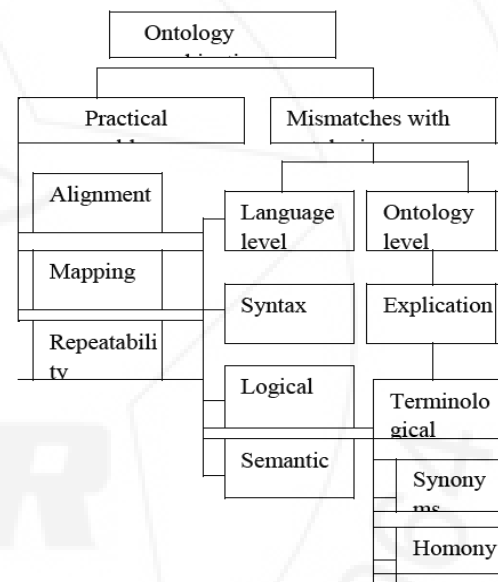 Ontology
Practical
Mismatches with
Alignment
Language
level
Ontology
level
Mapping
Syntax
Explication
Repeatabili
ty
Logical
Terminolo
gical
Semantic
Synony
ms
Homony